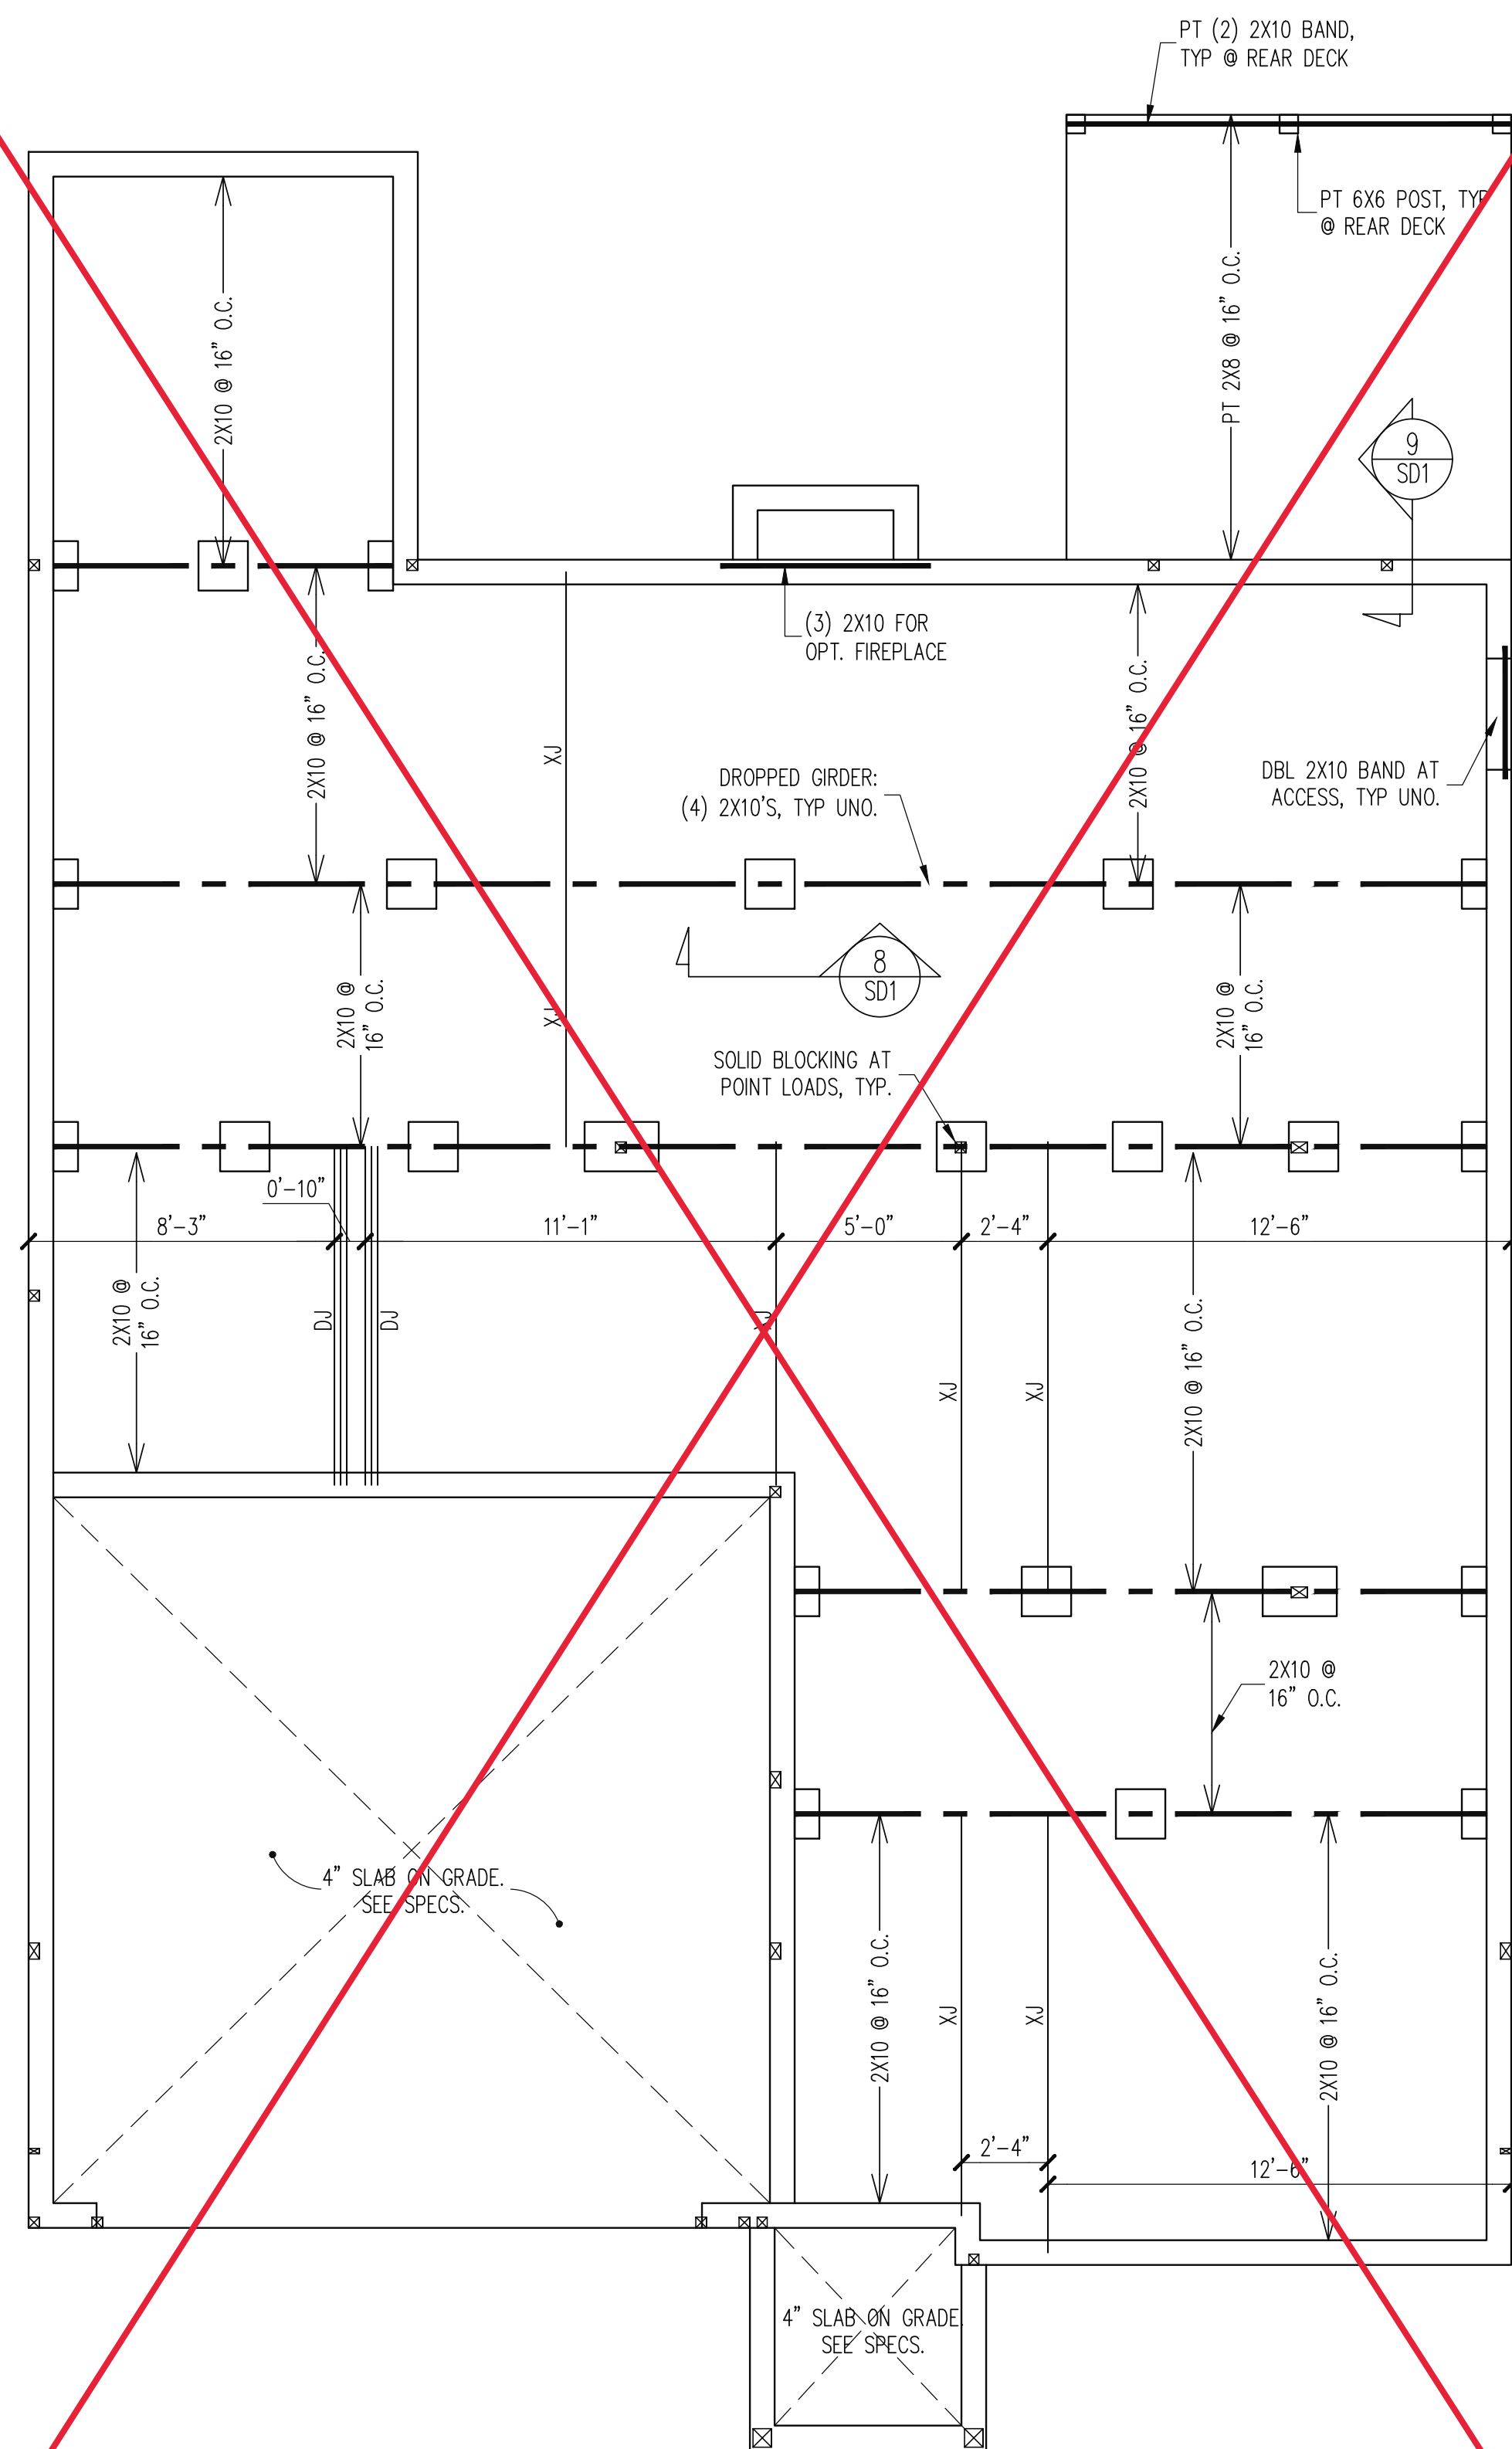 PT (2) 2X10 BAND,
TYP @ REAR DECK
PT 6X6 POST, TYP
@ REAR DECK
2X10 @ 16" O.C.
PT 2X8 @ 16" O.C.
9
SD1
(3) 2X10 FOR
OPT. FIREPLACE
2X10 @ 16" O.C.
XJ
2X10 @ 16" O.C.
DROPPED GIRDER:
(4) 2X10'S, TYP UNO.
DBL 2X10 BAND AT
ACCESS, TYP UNO.
8
SD1
2X10 @
16" O.C.
XJ
2X10 @
16" O.C.
SOLID BLOCKING AT
POINT LOADS, TYP.
0'-10"
8'-3"
11'-1"
5'-0"
2'-4"
12'-6"
2X10 @
16" O.C.
DJ
DJ
XJ
XJ
XJ
2X10 @ 16" O.C.
2X10 @
16" O.C.
4" SLAB ON GRADE.
SEE SPECS.
2X10 @ 16" O.C.
XJ
XJ
2X10 @ 16" O.C.
2'-4"
12'-6"
4" SLAB ON GRADE.
SEE SPECS.